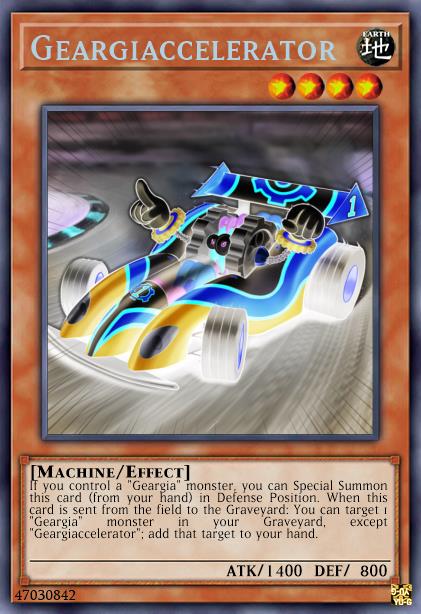 Geargiaccelerator
EARTH
地
1
[Machine/Effect]
If you control a "Geargia" monster, you can Special Summon
this card (from your hand) in Defense Position. When this
card is sent from the field to the Graveyard: You can target 1
"Geargia" monster in your Graveyard, except
"Geargiaccelerator"; add that target to your hand.
ATK/1400 DEF/ 800
47030842